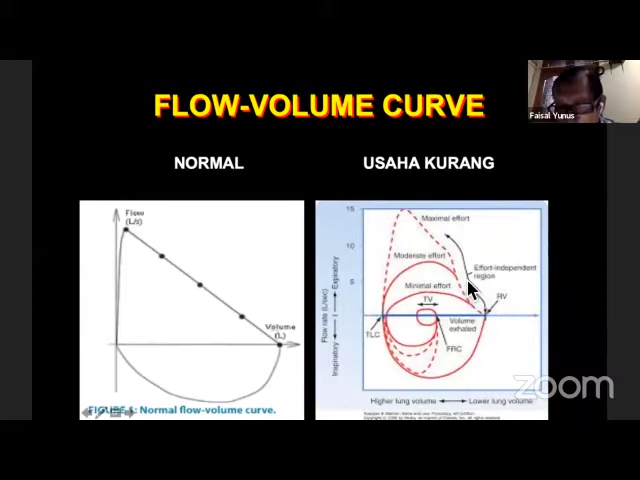 FLOW-VOLUME CURVE
Faisal Yunus
NORMAL
USAHA KURANG
Flow
(L/s)
Volume
(L)
FIGURE 1: Normal flow-volume curve.
15
10
5
Maximal effort
Moderate effort
Effort-independent
region
Minimal effort
TV
RV
Volume
exhaled
TLC
FRC
Flow rate (L/sec)
Inspiratory
Expiratory
Higher lung volume
Lower lung volume
zoom